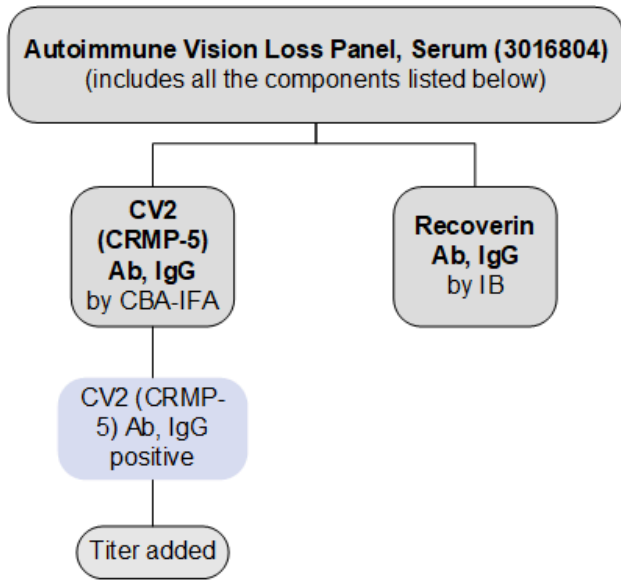 Autoimmune Vision Loss Panel, Serum (3016804)
(includes all the components listed below)
CV2
(CRMP-5)
Ab, IgG
by CBA-IFA
Recoverin
Ab, IgG
by IB
CV2 (CRMP-
5) Ab, IgG
positive
Titer added